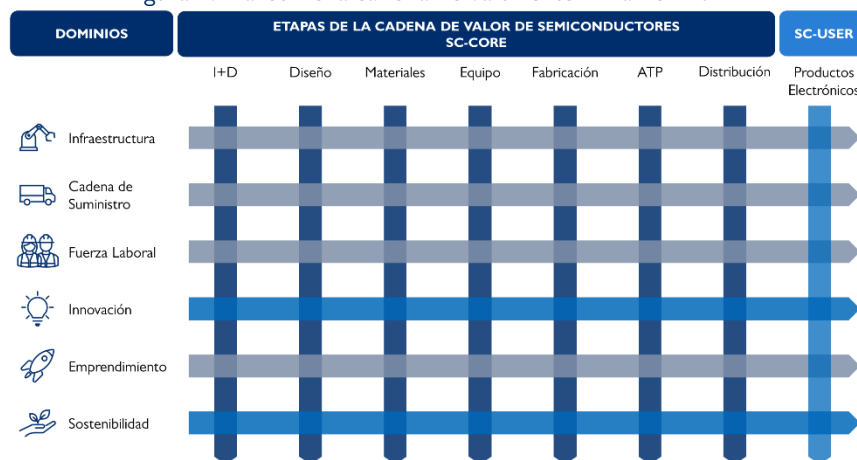 DOMINIOS
ETAPAS DE LA CADENA DE VALOR DE SEMICONDUCTORES
SC-CORE
SC-USER
I+D
Diseño
Materiales
Equipo
Fabricación
ATP
Distribución
Productos
Electrónicos
Infraestructura
Cadena de
Suministro
Fuerza Laboral
Innovación
Emprendimiento
Sostenibilidad